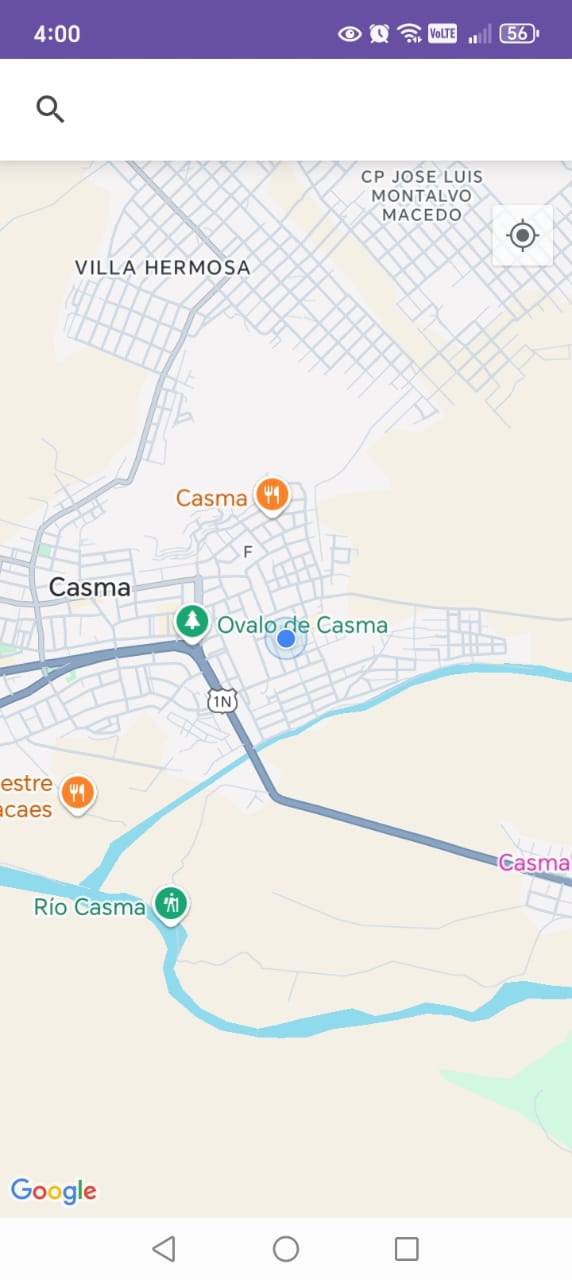 4:00
VoLTE
56
CP JOSE LUIS
MONTALVO
MACEDO
VILLA HERMOSA
Casma
F
Casma
Ovalo de Casma
1N
estre
acaes
Casma
Río Casma
Google